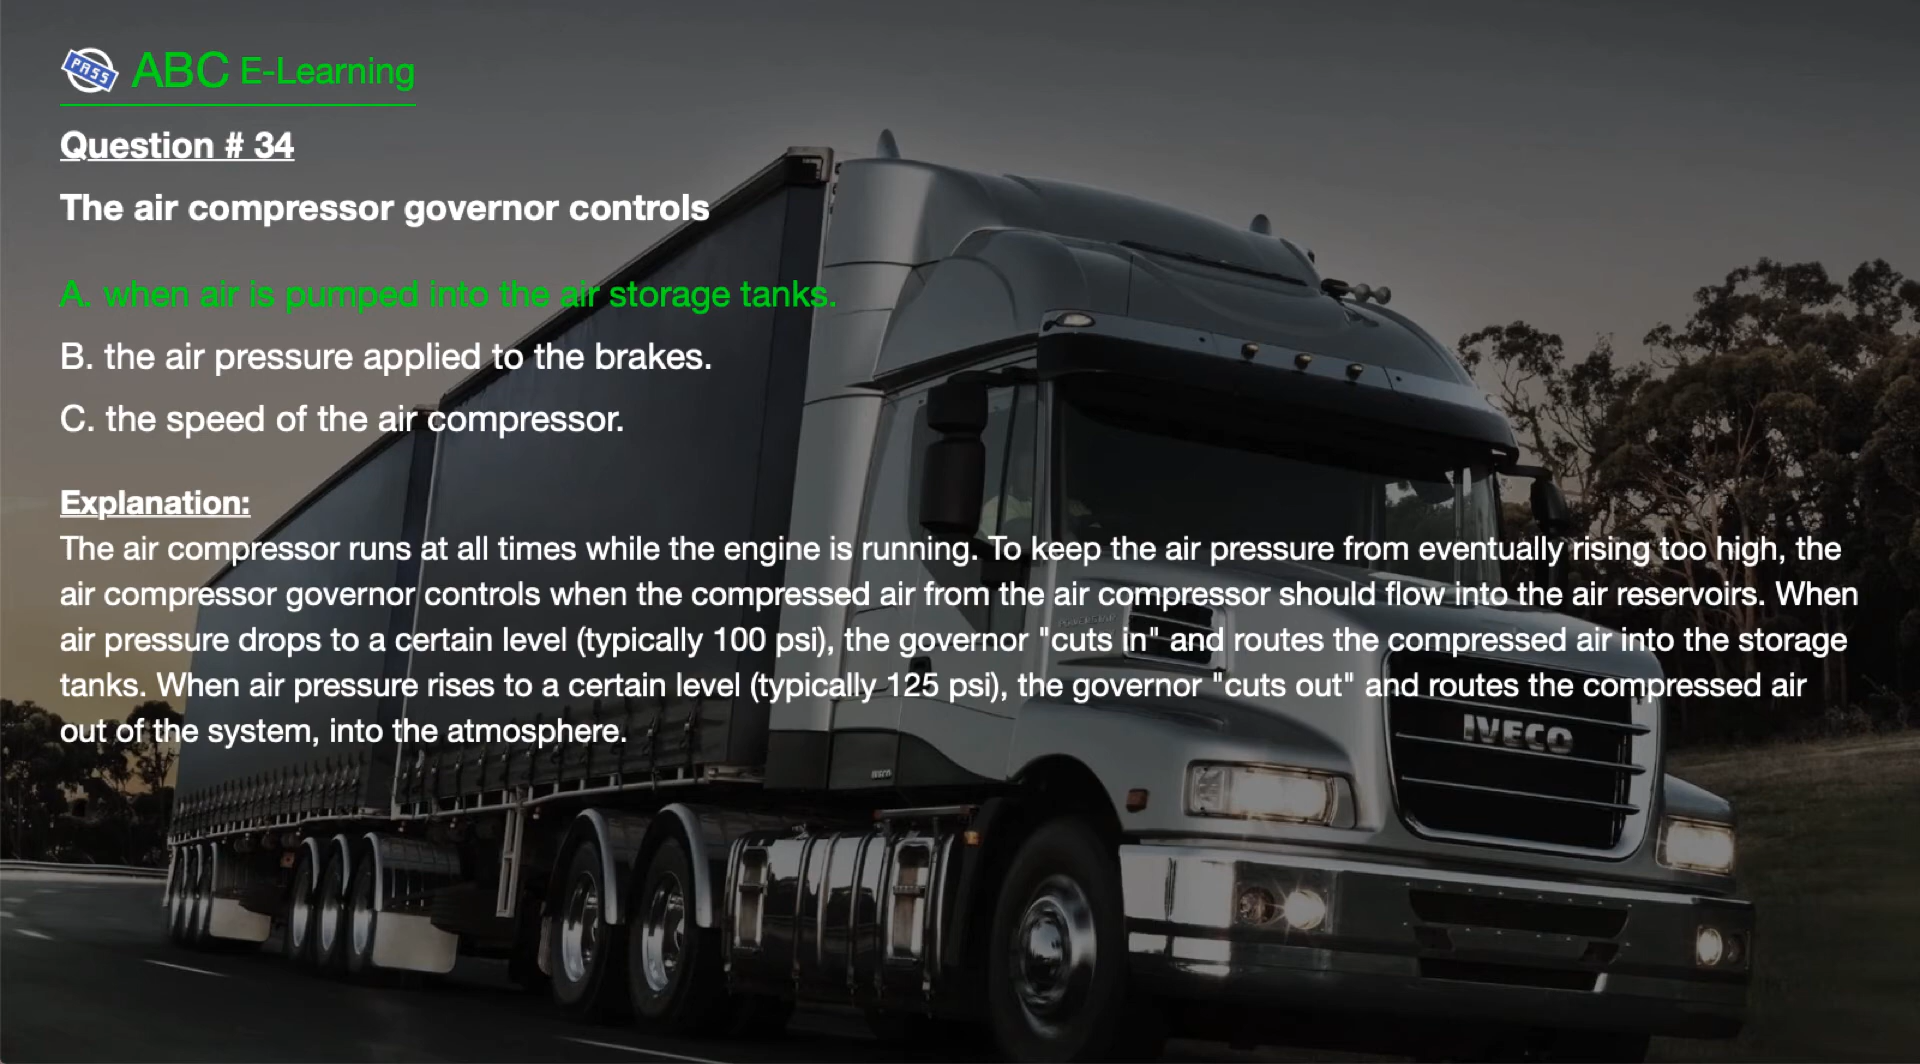 PASS ABC E-Learning
Question # 34
The air compressor governor controls
A. when air is pumped into the air storage tanks.
B. the air pressure applied to the brakes.
C. the speed of the air compressor.
Explanation:
The air compressor runs at all times while the engine is running. To keep the air pressure from eventually rising too high, the
air compressor governor controls when the compressed air from the air compressor should flow into the air reservoirs. When
air pressure drops to a certain level (typically 100 psi), the governor "cuts in" and routes the compressed air into the storage
tanks. When air pressure rises to a certain level (typically 125 psi), the governor "cuts out" and routes the compressed air
out of the system, into the atmosphere.
IVECO